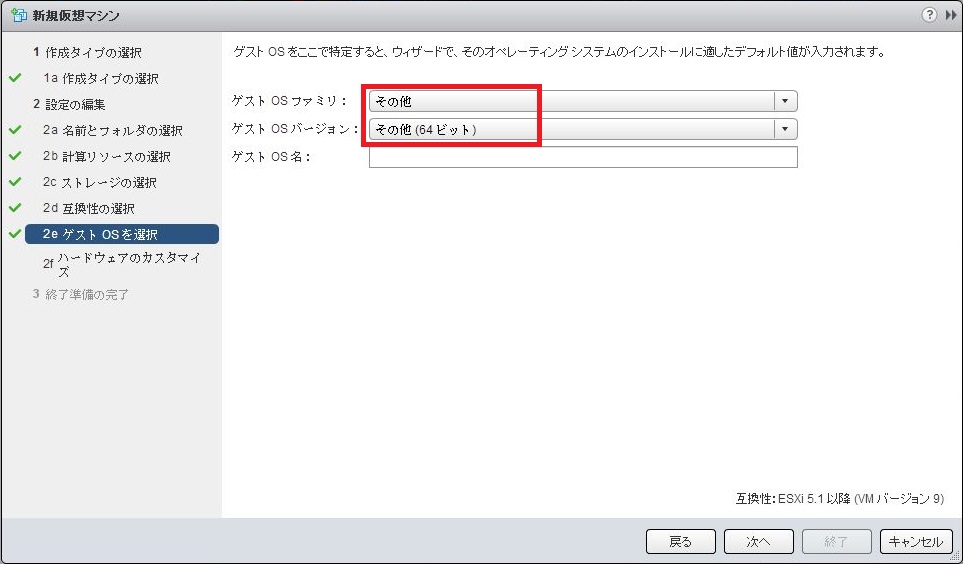 新規仮想マシン
1 作成タイプの選択
1a 作成タイプの選択
2 設定の編集
2a 名前とフォルダの選択
2b 計算リソースの選択
2c ストレージの選択
2d 互換性の選択
2e ゲスト OS を選択
2f ハードウェアのカスタマイ
ズ
3 終了準備の完了
ゲスト OS をここで特定すると、ウィザードで、そのオペレーティング システムのインストールに適したデフォルト値が入力されます。
ゲスト OS ファミリ： その他
ゲスト OS バージョン： その他 (64 ビット)
ゲスト OS 名：
互換性: ESXi 5.1 以降 (VM バージョン 9)
戻る 次へ 終了 キャンセル